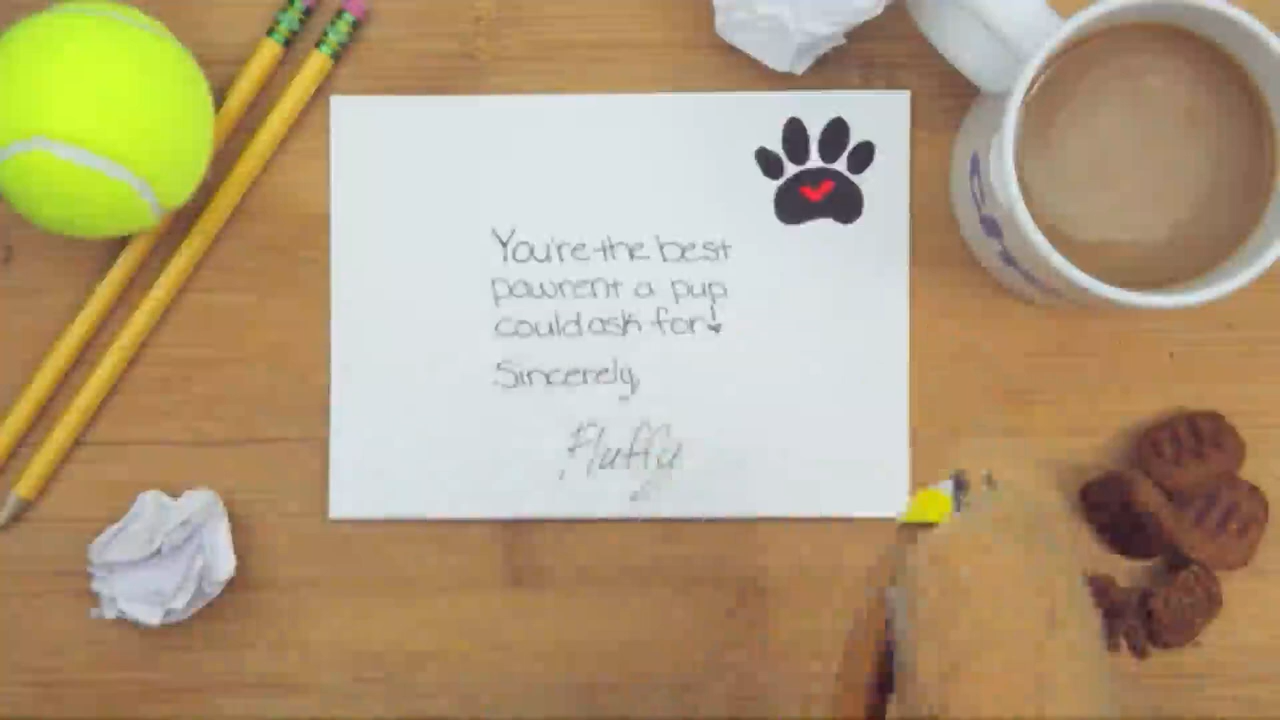 You're the best
pawrent a pup
could ask for!
Sincerely,
Fluffy